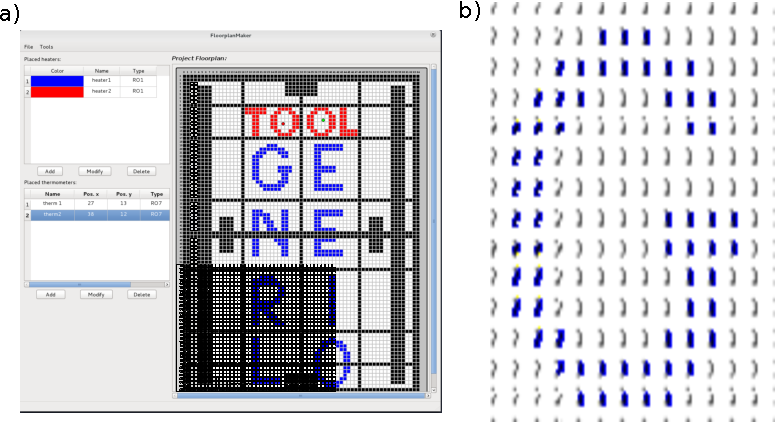 a)
b)
FloorplanMaker
File Tools
Placed heaters:
Color Name Type
1 heater1 RO1
2 heater2 RO1
Add Modify Delete
Placed thermometers:
Name Pos. x Pos. y Type
1 therm 1 27 13 RO7
2 therm2 39 12 RO7
Add Modify Delete
Project Floorplan:
TOOL
GE
NE
R
L O
G